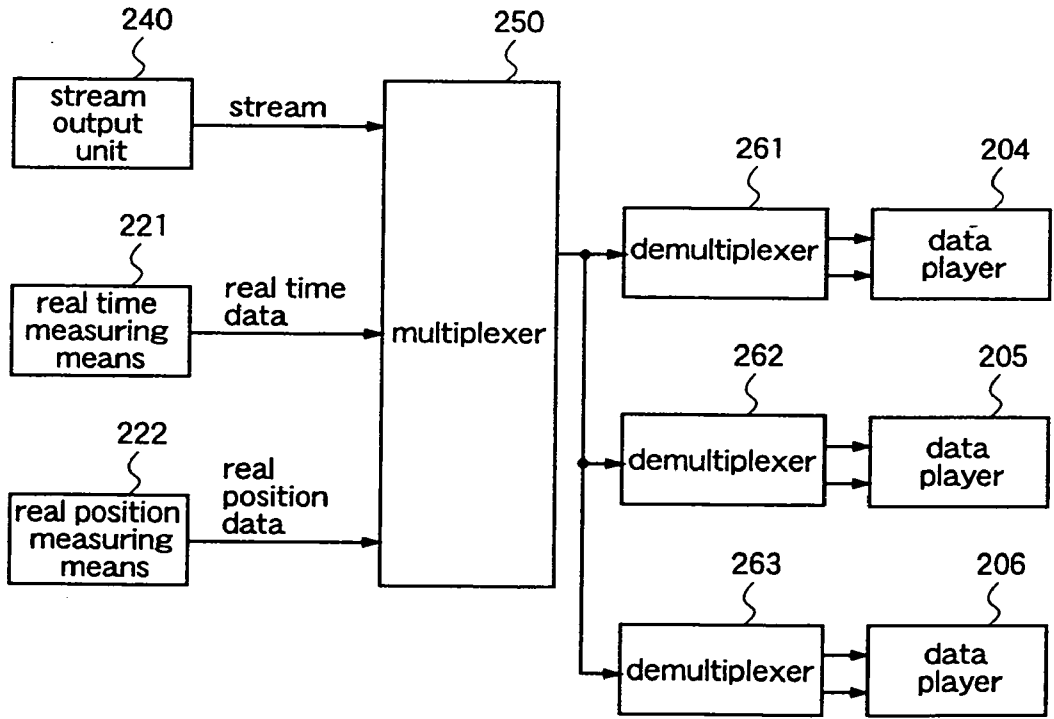 240
stream
output
unit
stream
250
multiplexer
221
real time
measuring
means
real time
data
222
real position
measuring
means
real
position
data
261
demultiplexer
204
data
player
262
demultiplexer
205
data
player
263
demultiplexer
206
data
player